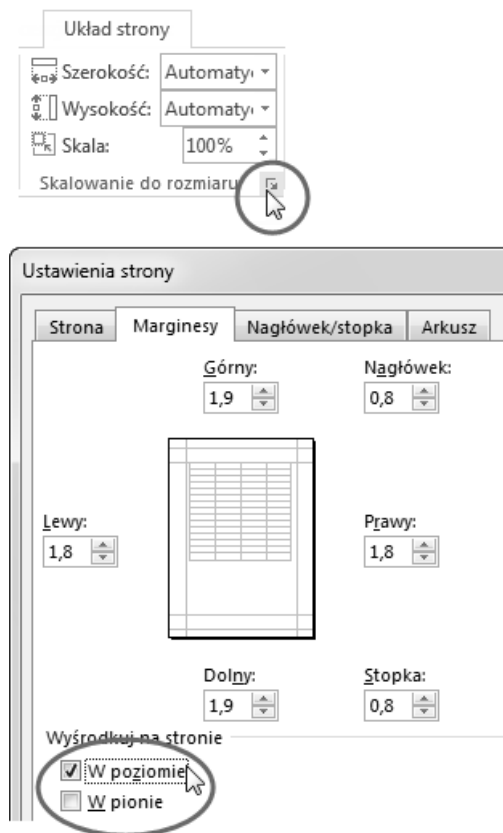 Układ strony
Szerokość: Automatyc
Wysokość: Automatyc
Skala: 100%
Skalowanie do rozmiaru
Ustawienia strony
Strona Marginesy Nagłówek/stopka Arkusz
Górny: Nagłówek:
1,9 0,8
Lewy: Prawy:
1,8 1,8
Dolny: Stopka:
1,9 0,8
Wyśrodkuj na stronie
W poziomie
W pionie